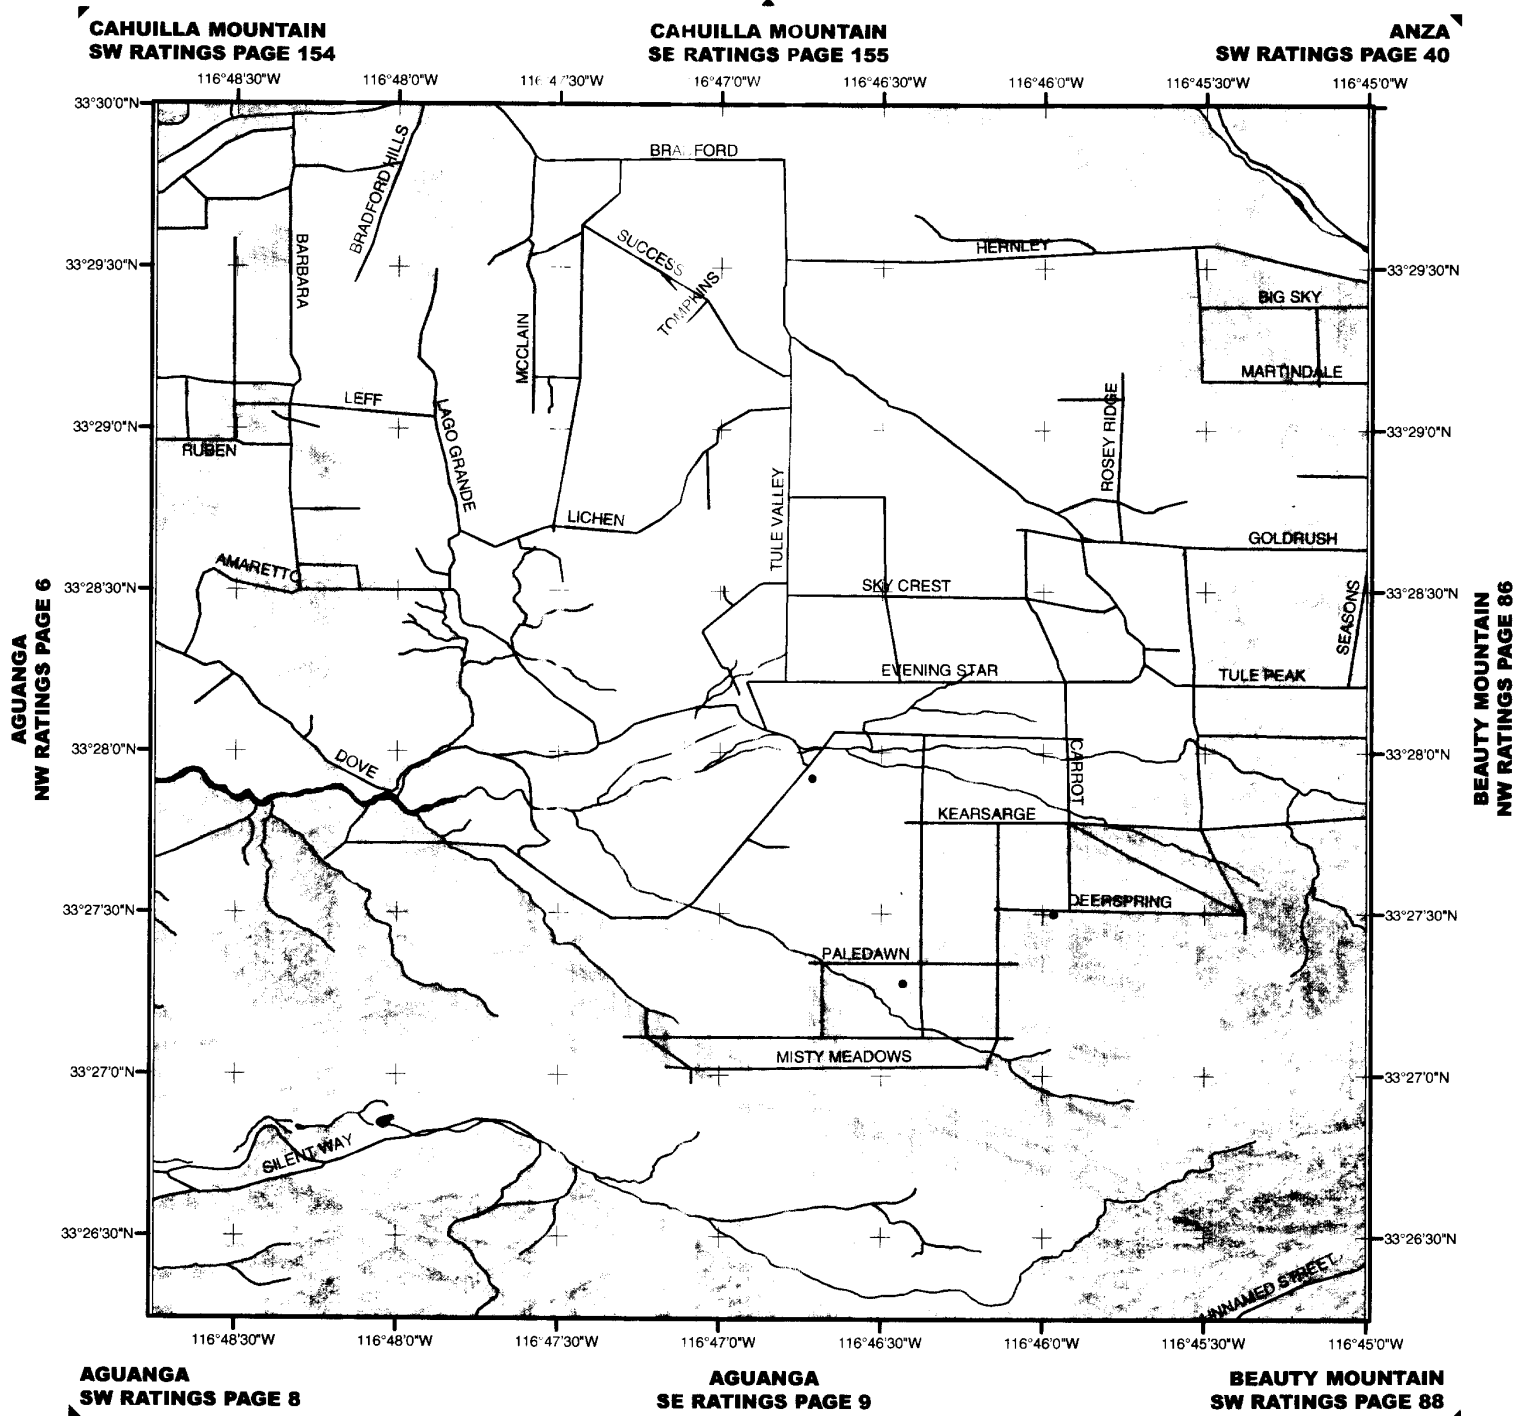 CAHUILLA MOUNTAIN
SW RATINGS PAGE 154
CAHUILLA MOUNTAIN
SE RATINGS PAGE 155
ANZA
SW RATINGS PAGE 40
116°48'30"W
116°48'0"W
116°47'0"W
116°46'30"W
116°46'0"W
116°45'30"W
116°45'0"W
33°30'0"N
BRADFORD HILLS
BARBARA
SUCCESS
TOMPKINS
HERNLEY
33°29'30"N
33°29'30"N
BIG SKY
MCCLAIN
MARTINDALE
LEFF
LAGO GRANDE
ROSEY RIDGE
33°29'0"N
33°29'0"N
RUBEN
TULE VALLEY
LICHEN
GOLDRUSH
AMARETTO
33°28'30"N
33°28'30"N
SKY CREST
SEASONS
AGUANGA
NW RATINGS PAGE 6
BEAUTY MOUNTAIN
NW RATINGS PAGE 86
EVENING STAR
TULE PEAK
33°28'0"N
33°28'0"N
DOVE
CARRIOT
KEARSARGE
33°27'30"N
33°27'30"N
DEERSPRING
PALEDAWN
MISTY MEADOWS
33°27'0"N
33°27'0"N
SILENT WAY
33°26'30"N
33°26'30"N
UNNAMED STREET
116°48'30"W
116°48'0"W
116°47'30"W
116°47'0"W
116°46'30"W
116°46'0"W
116°45'30"W
116°45'0"W
AGUANGA
SW RATINGS PAGE 8
AGUANGA
SE RATINGS PAGE 9
BEAUTY MOUNTAIN
SW RATINGS PAGE 88